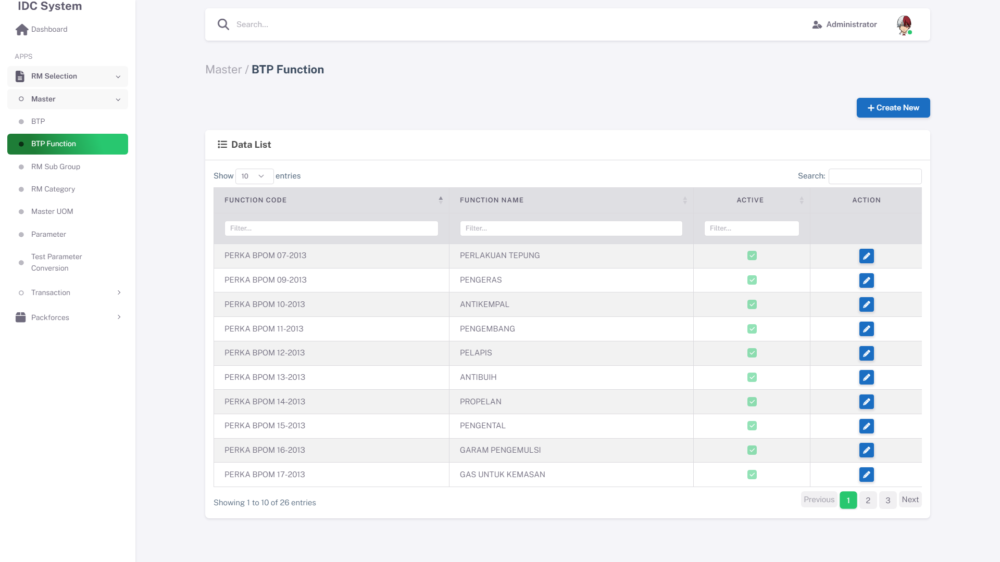 IDC System
Dashboard
APPS
RM Selection
Master
BTP
BTP Function
RM Sub Group
RM Category
Master UOM
Parameter
Test Parameter
Conversion
Transaction
Packforces
Search...
Administrator
Master / BTP Function
Create New
Data List
Show 10 entries
Search:
FUNCTION CODE FUNCTION NAME ACTIVE ACTION
Filter... Filter... Filter...
PERKA BPOM 07-2013 PERLAKUAN TEPUNG
PERKA BPOM 09-2013 PENGERAS
PERKA BPOM 10-2013 ANTIKEMPAL
PERKA BPOM 11-2013 PENGEMBANG
PERKA BPOM 12-2013 PELAPIS
PERKA BPOM 13-2013 ANTIBUIH
PERKA BPOM 14-2013 PROPELAN
PERKA BPOM 15-2013 PENGENTAL
PERKA BPOM 16-2013 GARAM PENGEMULSI
PERKA BPOM 17-2013 GAS UNTUK KEMASAN
Showing 1 to 10 of 26 entries
Previous 1 2 3 Next